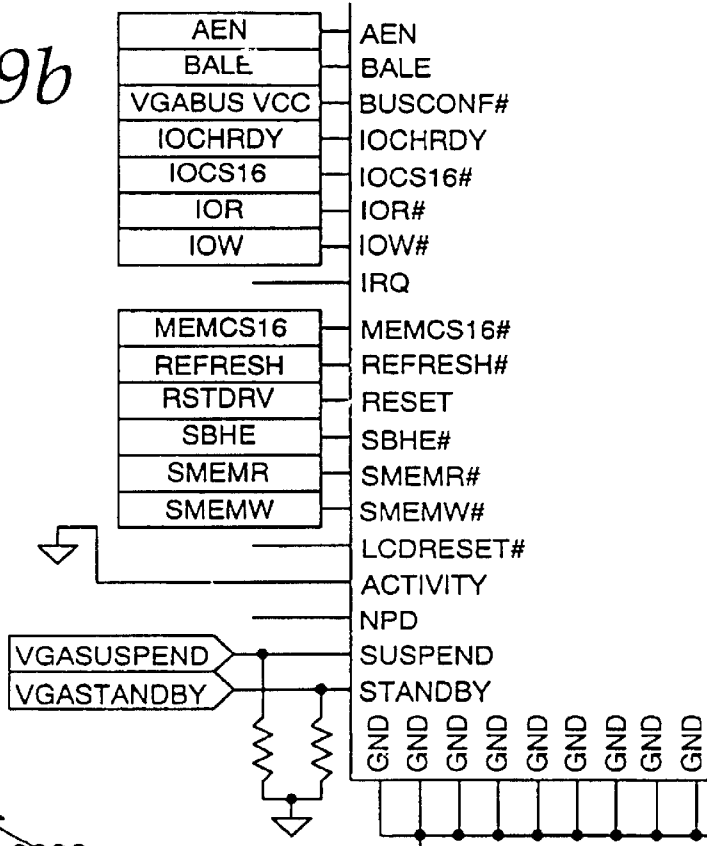 9b
AEN AEN
BALE BALE
VGABUS VCC BUSCONF#
IOCHRDY IOCHRDY
IOCS16 IOCS16#
IOR IOR#
IOW IOW#
IRQ
MEMCS16 MEMCS16#
REFRESH REFRESH#
RSTDRV RESET
SBHE SBHE#
SMEMR SMEMR#
SMEMW SMEMW#
LCDRESET#
ACTIVITY
NPD
VGASUSPEND SUSPEND
VGASTANDBY STANDBY
GND GND GND GND GND GND GND GND GND